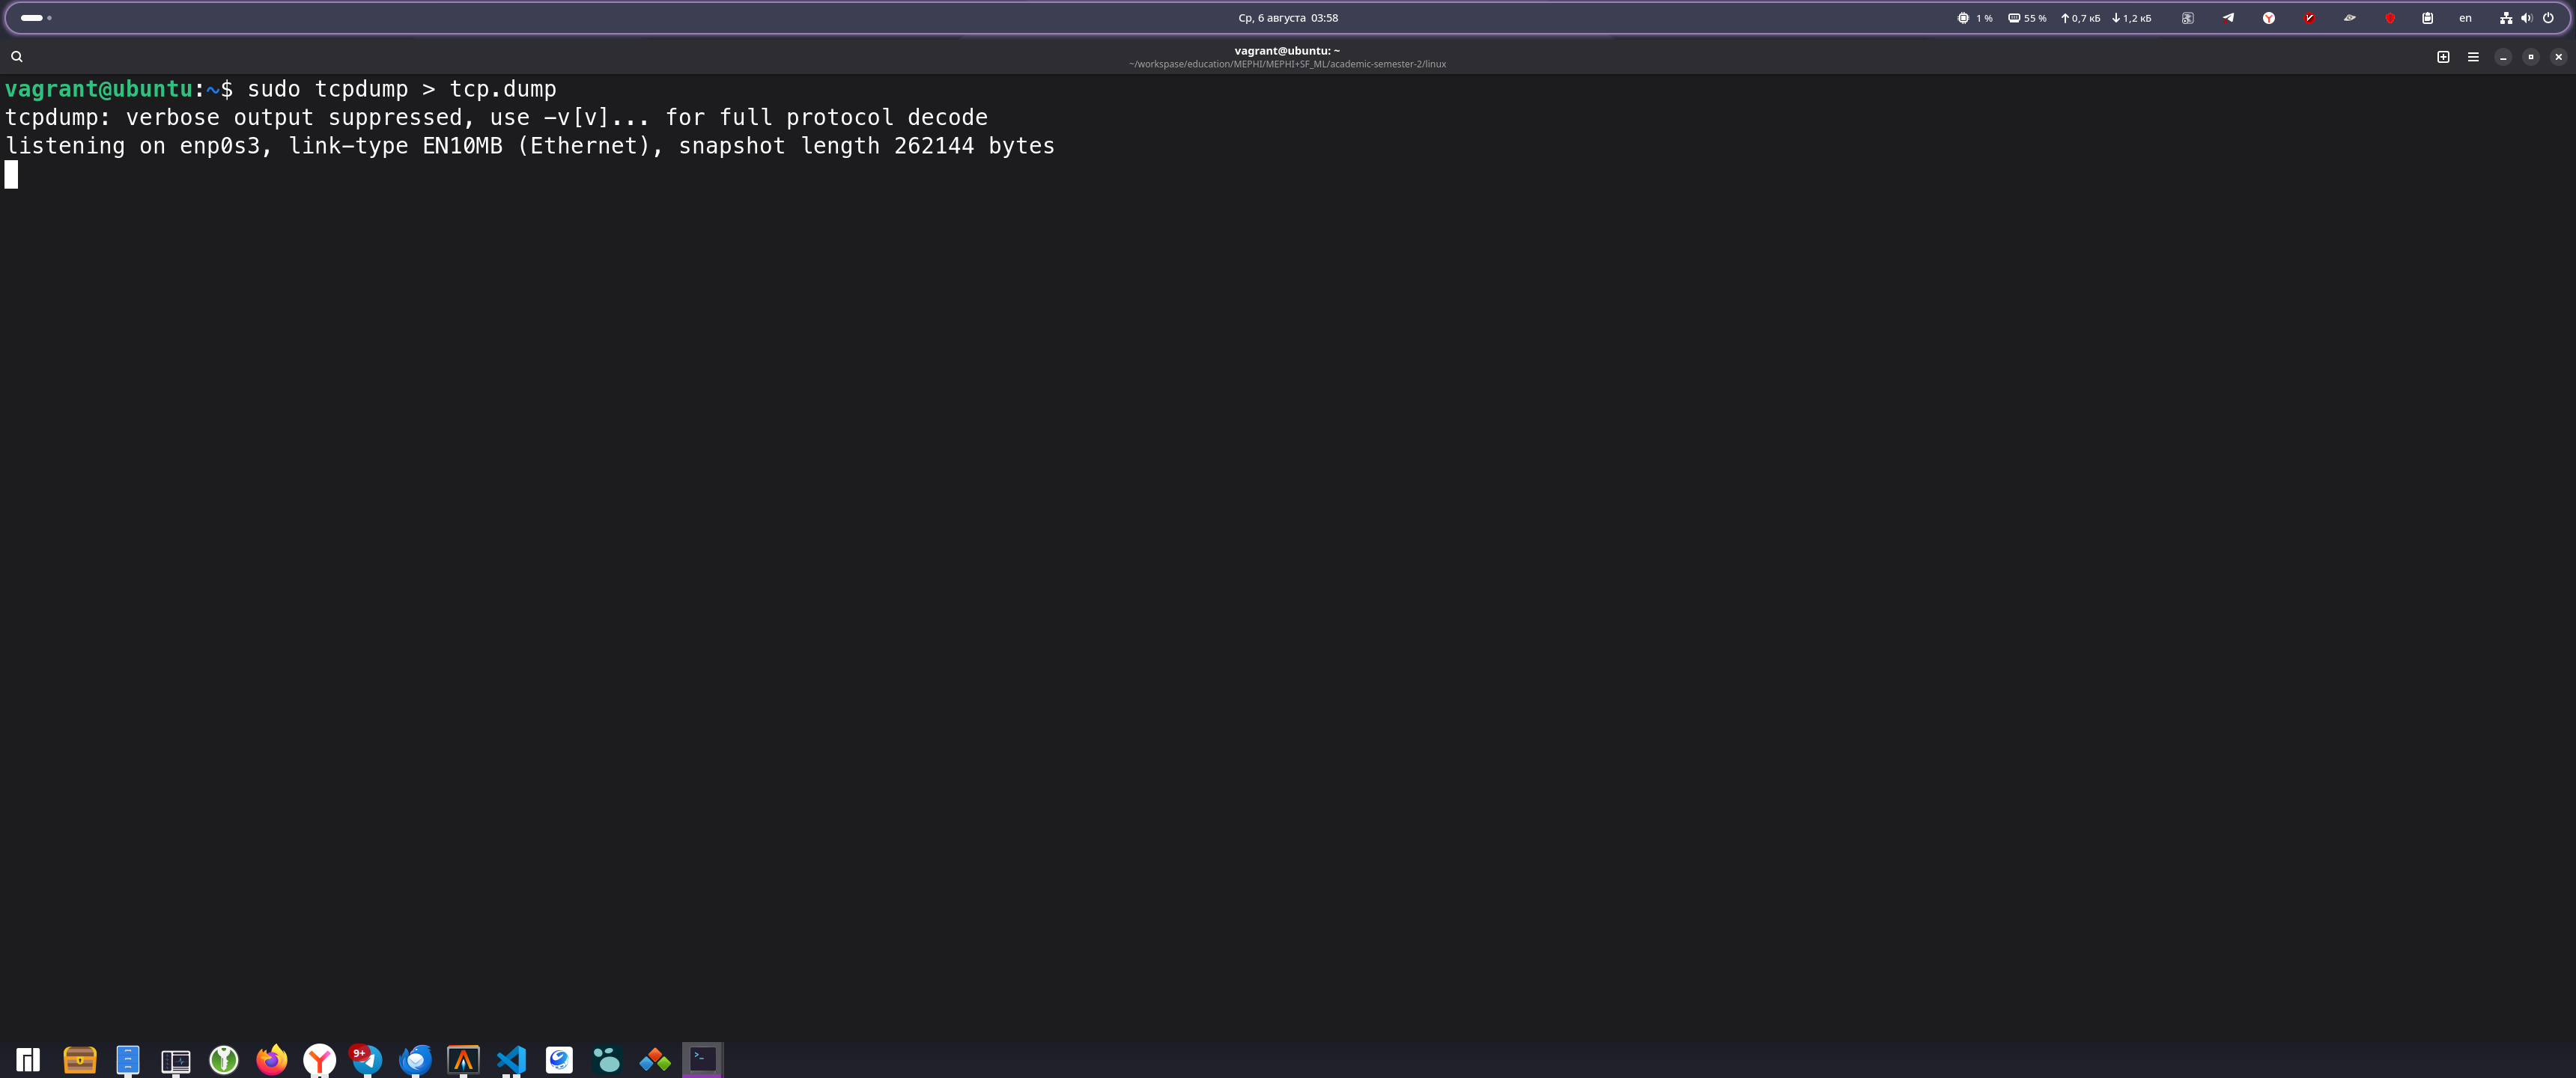 Ср, 6 августа 03:58
1 % 55 % 0,7 кБ 1,2 кБ en
vagrant@ubuntu: ~
~/workspase/education/MEPHI/MEPHI+SF_ML/academic-semester-2/linux
vagrant@ubuntu:~$ sudo tcpdump > tcp.dump
tcpdump: verbose output suppressed, use -v[v]... for full protocol decode
listening on enp0s3, link-type EN10MB (Ethernet), snapshot length 262144 bytes
9+